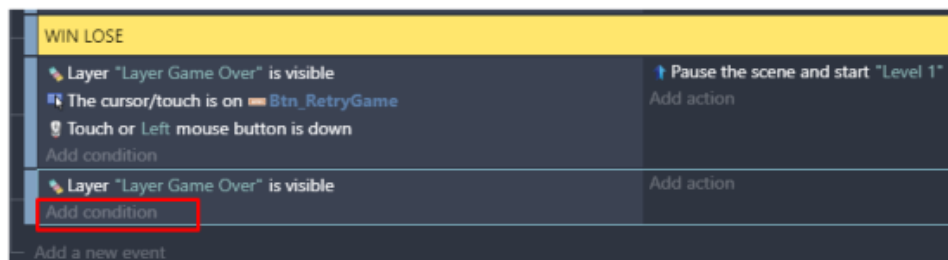 WIN LOSE
Layer "Layer Game Over" is visible
The cursor/touch is on Btn_RetryGame
Touch or Left mouse button is down
Add condition
Pause the scene and start "Level 1"
Add action
Layer "Layer Game Over" is visible
Add condition
Add action
Add a new event